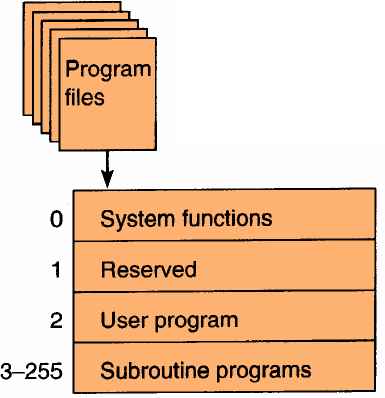 Program
files
0 System functions
1 Reserved
2 User program
3–255 Subroutine programs